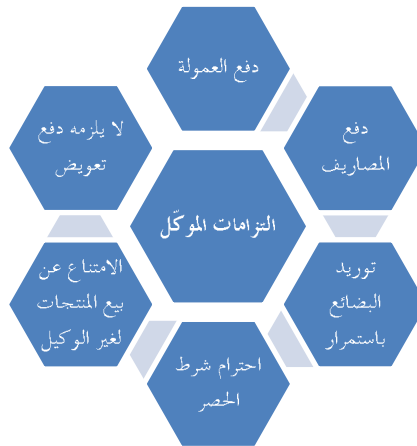 دفع العمولة
دفع
المصاريف
توريد
البضائع
باستمرار
احترام شرط
الحصر
الامتناع عن
بيع المنتجات
لغير الوكيل
لا يلزمه دفع
تعويض
التزامات الموكّل